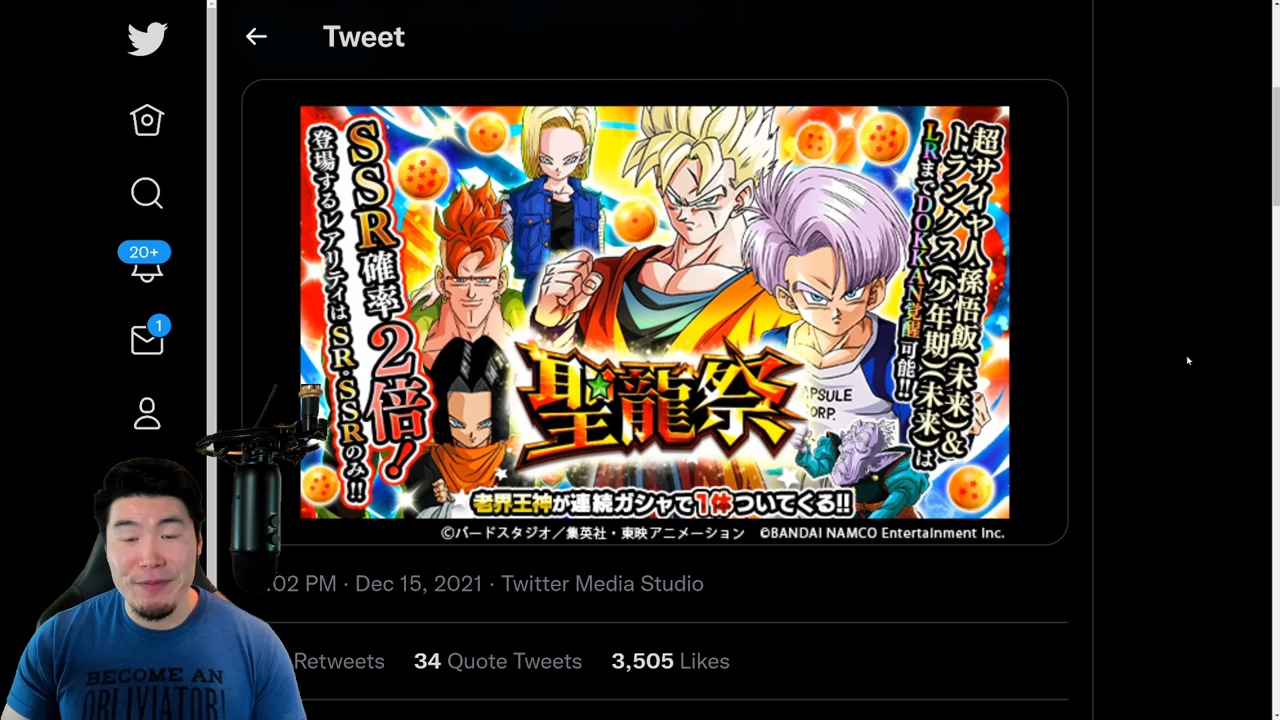 Tweet
超サイヤ人孫悟飯(未来)&
トランクス(少年期)(未来)は
LRまでDOKKAN覚醒可能!!
SSR確率2倍!
登場するレアリティはSR・SSRのみ!!
APSULE
ORP.
聖龍祭
老界王神が連続ガシャで1体ついてくる!!
©バードスタジオ/集英社・東映アニメーション ©BANDAI NAMCO Entertainment Inc.
20+
1
:02 PM · Dec 15, 2021 · Twitter Media Studio
Retweets 34 Quote Tweets 3,505 Likes
BECOME AN
OBLIVIATOR!